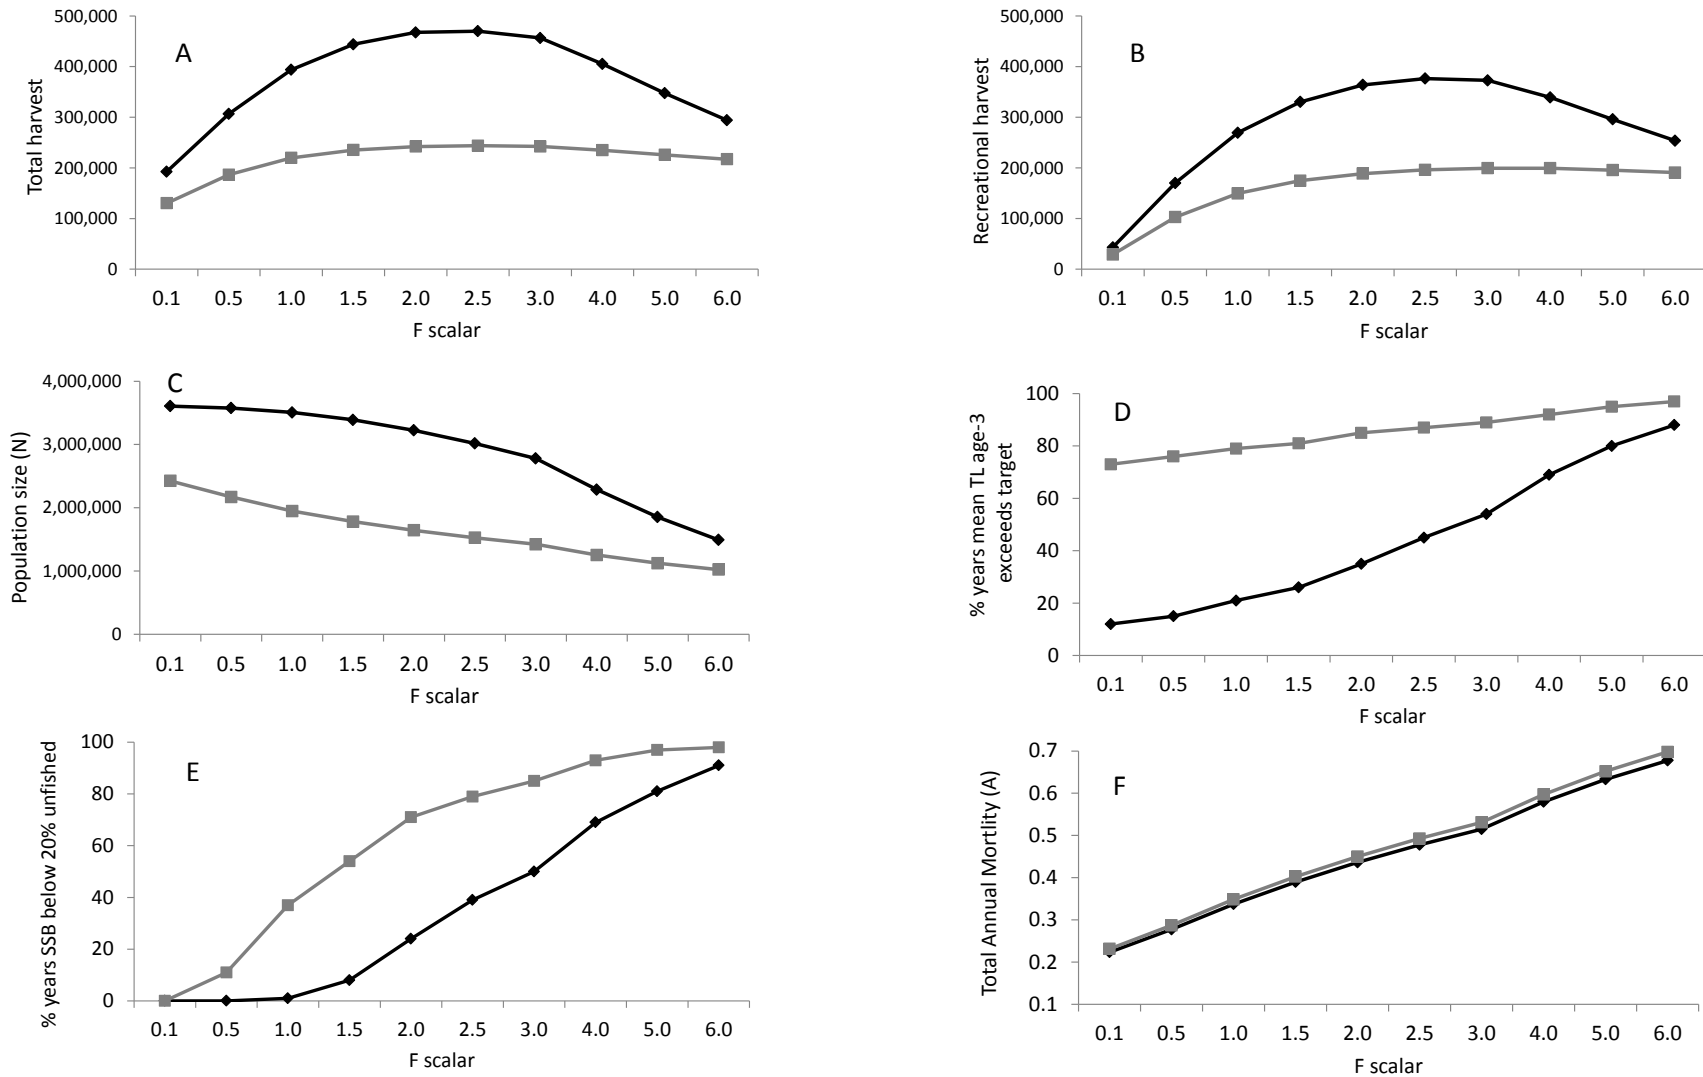 A
Total harvest
500,000
400,000
300,000
200,000
100,000
0
0.1 0.5 1.0 1.5 2.0 2.5 3.0 4.0 5.0 6.0
F scalar
B
Recreational harvest
500,000
400,000
300,000
200,000
100,000
0
0.1 0.5 1.0 1.5 2.0 2.5 3.0 4.0 5.0 6.0
F scalar
C
Population size (N)
4,000,000
3,000,000
2,000,000
1,000,000
0
0.1 0.5 1.0 1.5 2.0 2.5 3.0 4.0 5.0 6.0
F scalar
D
% years mean TL age-3
exceeeds target
100
80
60
40
20
0
0.1 0.5 1.0 1.5 2.0 2.5 3.0 4.0 5.0 6.0
F scalar
E
% years SSB below 20% unfished
100
80
60
40
20
0
0.1 0.5 1.0 1.5 2.0 2.5 3.0 4.0 5.0 6.0
F scalar
F
Total Annual Mortlity (A)
0.7
0.6
0.5
0.4
0.3
0.2
0.1
0.1 0.5 1.0 1.5 2.0 2.5 3.0 4.0 5.0 6.0
F scalar